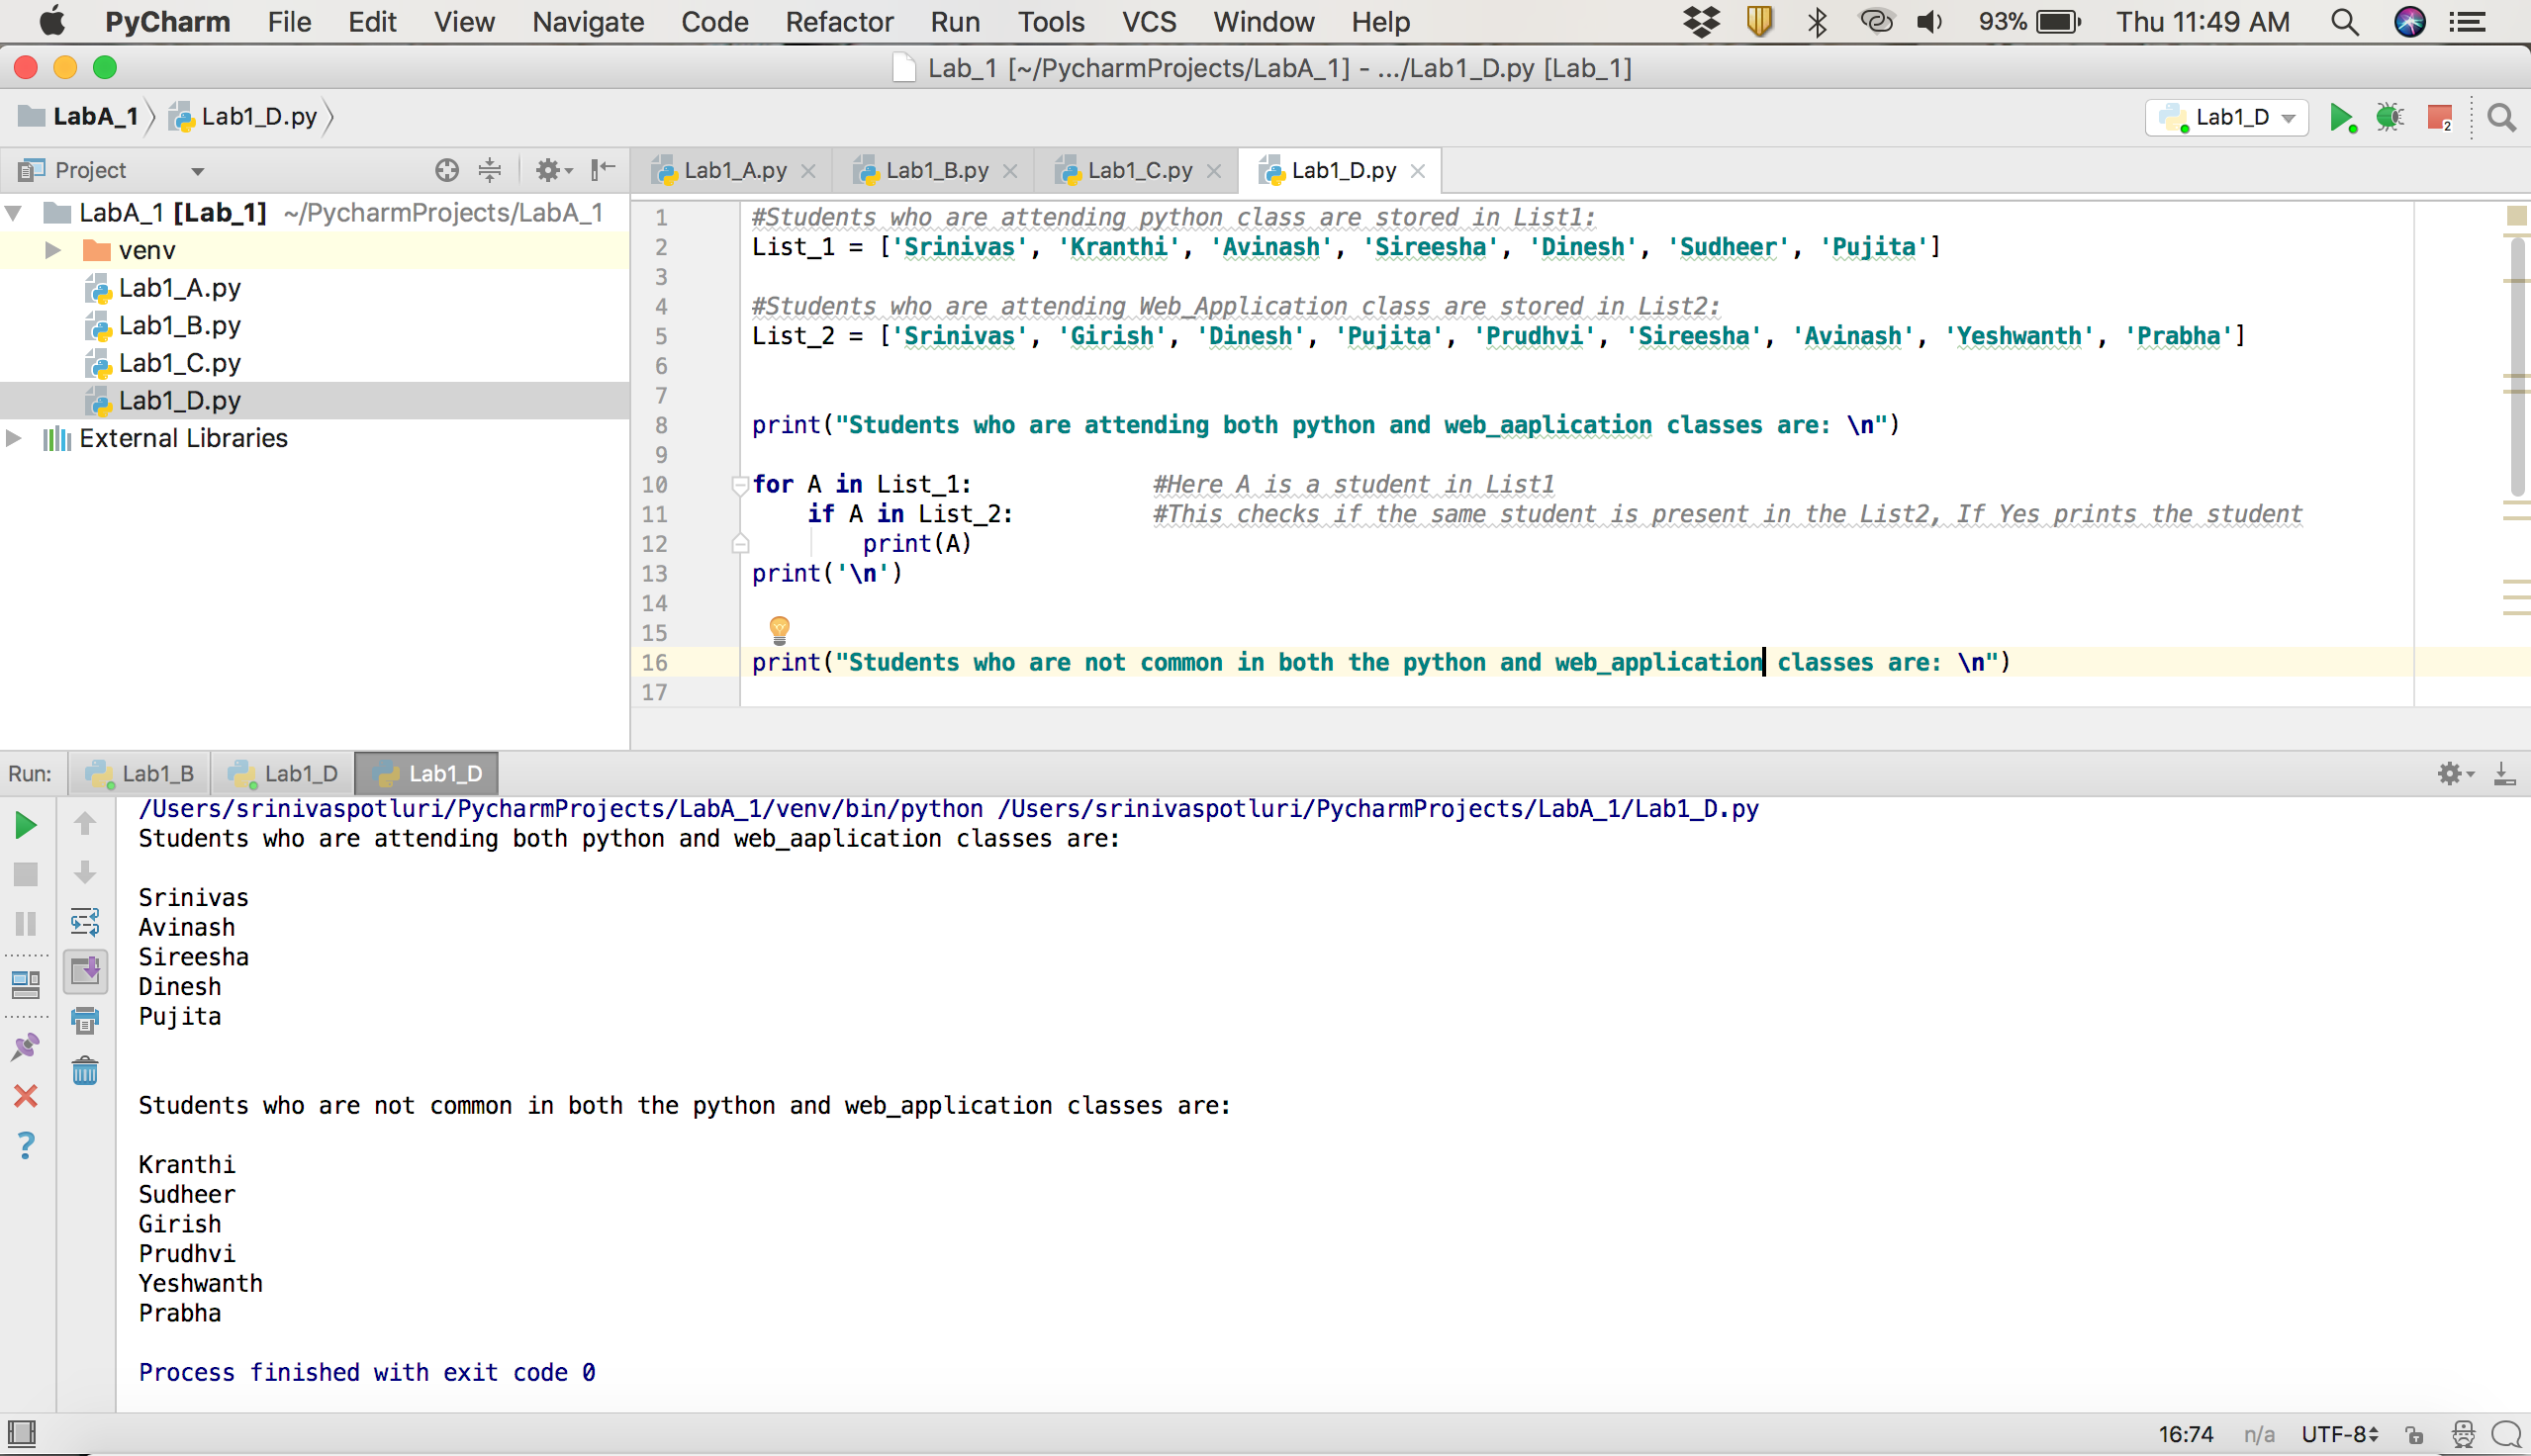 PyCharm File Edit View Navigate Code Refactor Run Tools VCS Window Help 93% Thu 11:49 AM
Lab_1 [~/PycharmProjects/LabA_1] - .../Lab1_D.py [Lab_1]
LabA_1 Lab1_D.py Lab1_D 2
Project
Lab1_A.py Lab1_B.py Lab1_C.py Lab1_D.py
LabA_1 [Lab_1] ~/PycharmProjects/LabA_1
venv
Lab1_A.py
Lab1_B.py
Lab1_C.py
Lab1_D.py
External Libraries
1 #Students who are attending python class are stored in List1:
2 List_1 = ['Srinivas', 'Kranthi', 'Avinash', 'Sireesha', 'Dinesh', 'Sudheer', 'Pujita']
3
4 #Students who are attending Web_Application class are stored in List2:
5 List_2 = ['Srinivas', 'Girish', 'Dinesh', 'Pujita', 'Prudhvi', 'Sireesha', 'Avinash', 'Yeshwanth', 'Prabha']
6
7
8 print("Students who are attending both python and web_aaplication classes are: \n")
9
10 for A in List_1: #Here A is a student in List1
11 if A in List_2: #This checks if the same student is present in the List2, If Yes prints the student
12 print(A)
13 print('\n')
14
15
16 print("Students who are not common in both the python and web_application classes are: \n")
17
Run: Lab1_B Lab1_D Lab1_D
/Users/srinivaspotluri/PycharmProjects/LabA_1/venv/bin/python /Users/srinivaspotluri/PycharmProjects/LabA_1/Lab1_D.py
Students who are attending both python and web_aaplication classes are:
Srinivas
Avinash
Sireesha
Dinesh
Pujita
Students who are not common in both the python and web_application classes are:
Kranthi
Sudheer
Girish
Prudhvi
Yeshwanth
Prabha
Process finished with exit code 0
16:74 n/a UTF-8